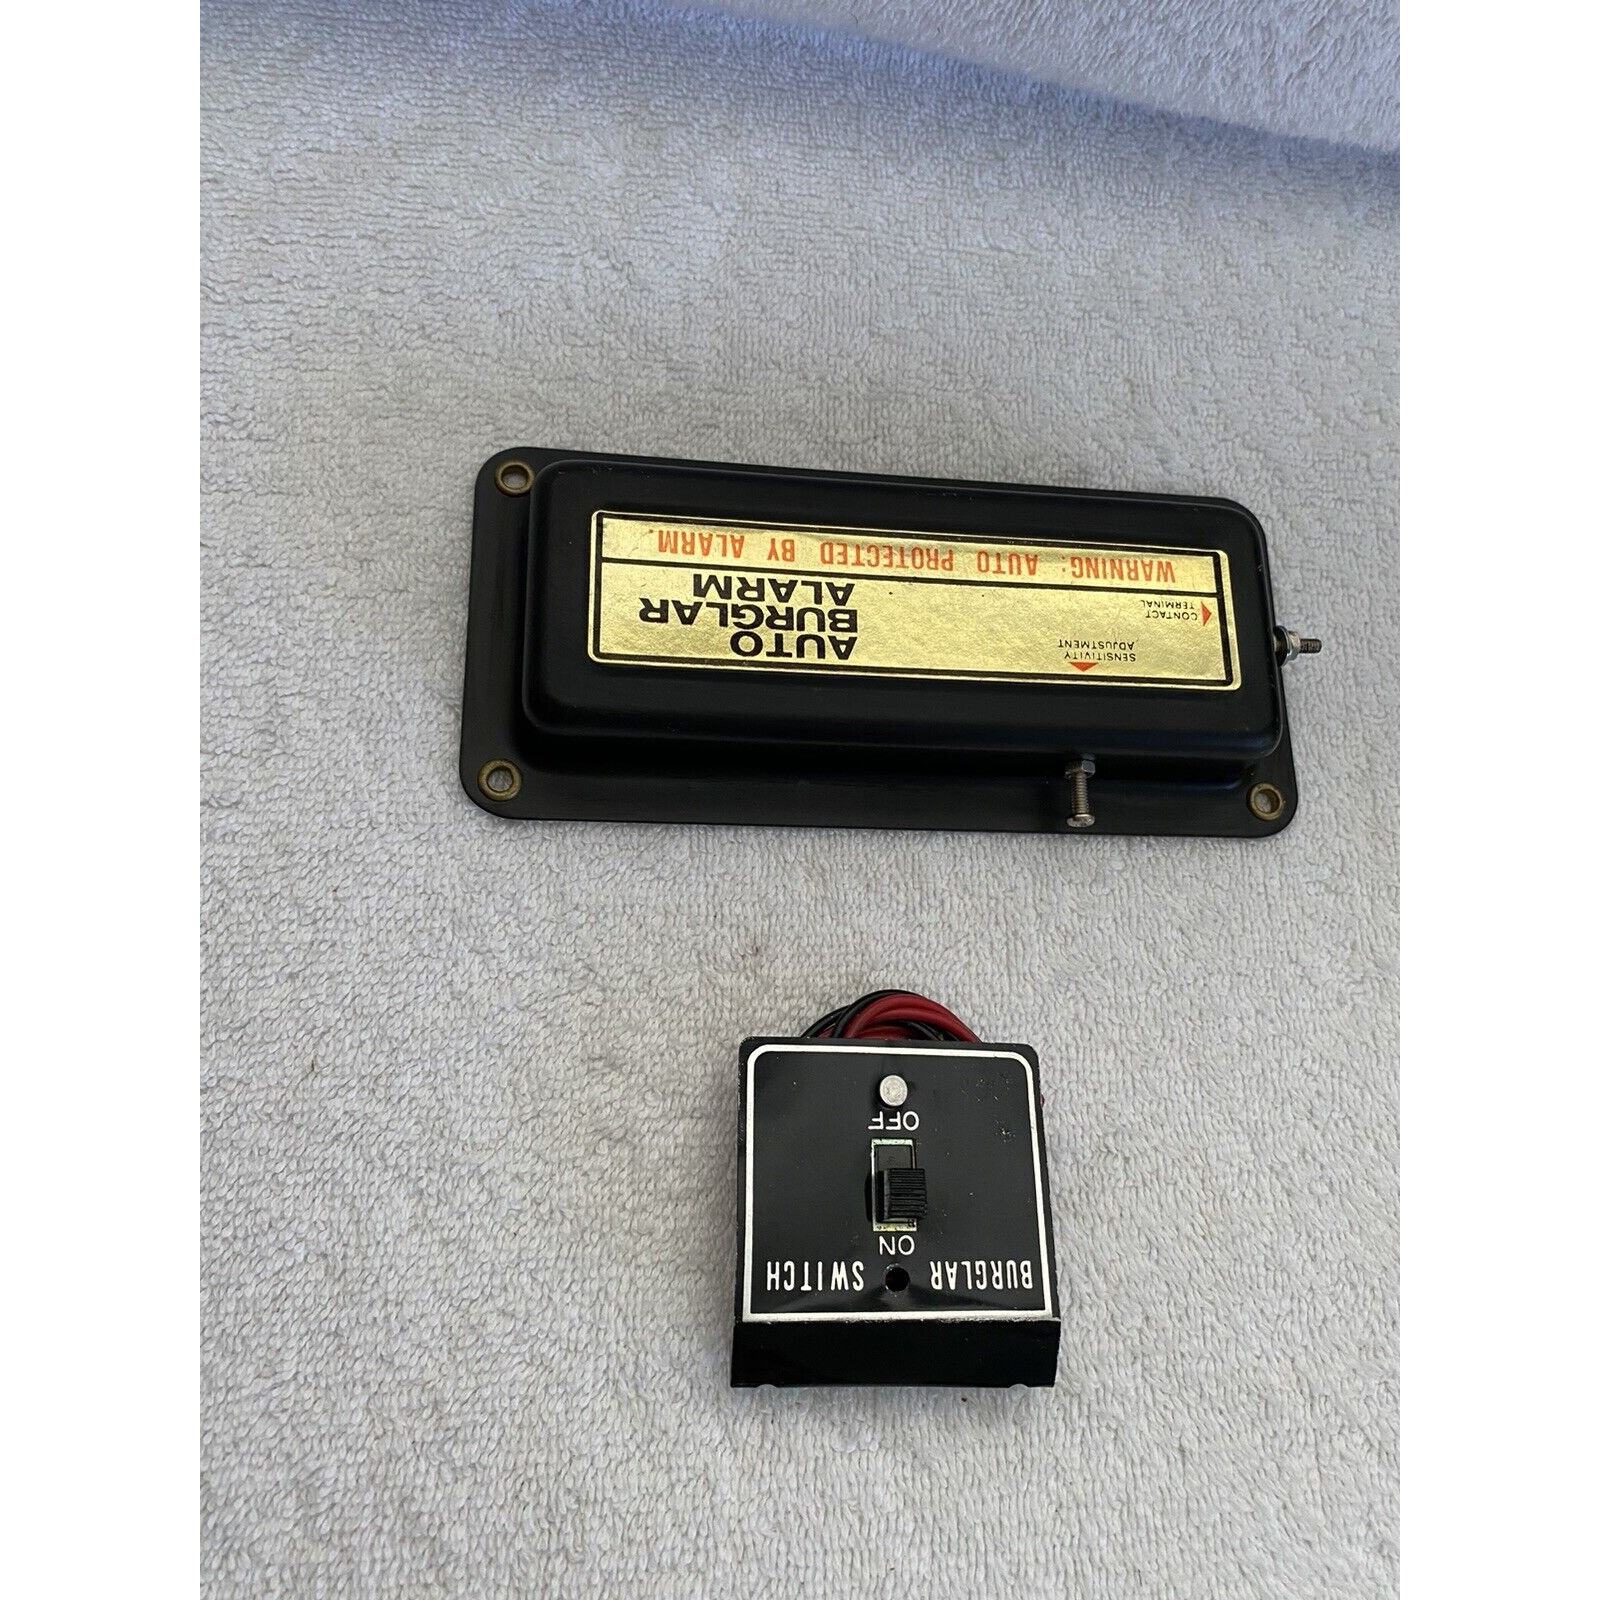 AUTO
BURGLAR
ALARM
SENSITIVITY
ADJUSTMENT
CONTACT
TERMINAL
WARNING: AUTO PROTECTED BY ALARM.
BURGLAR SWITCH
ON
OFF